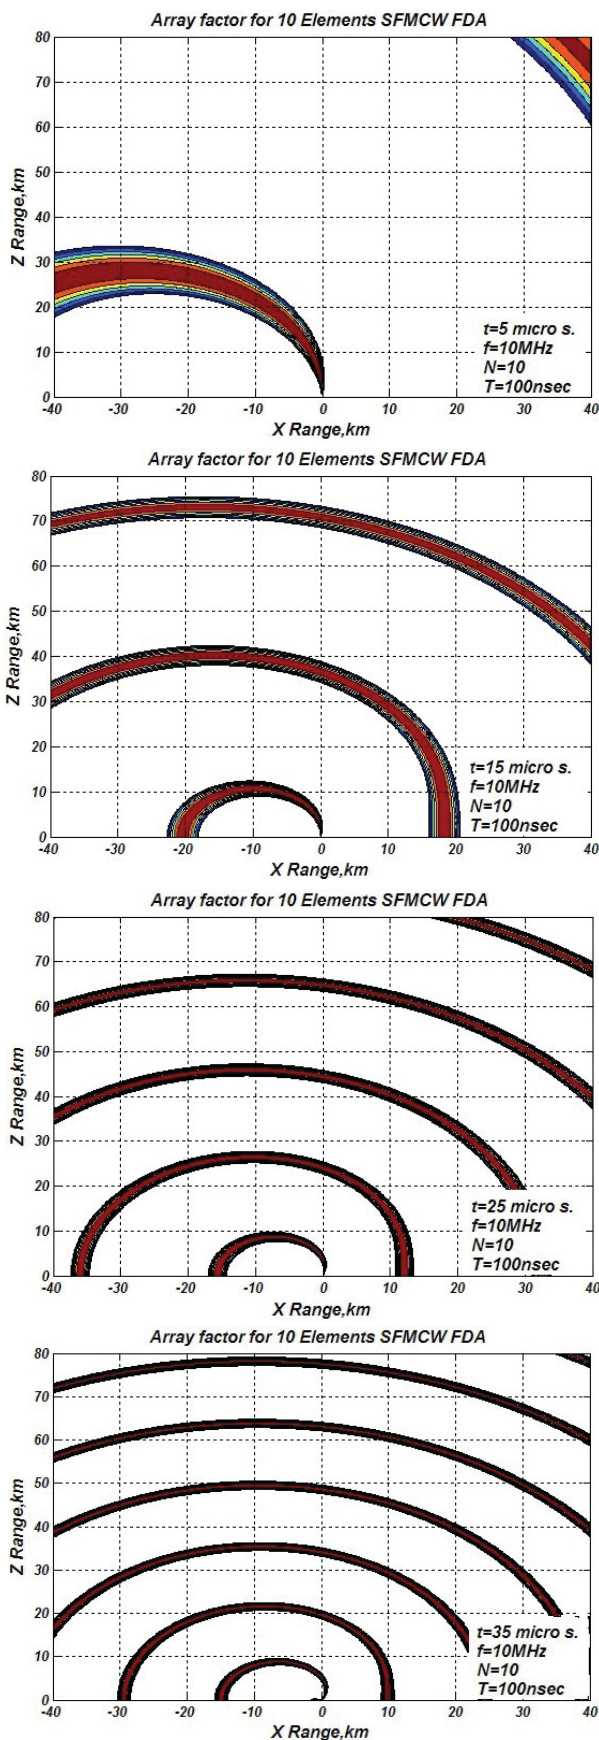 Array factor for 10 Elements SFMCW FDA
80
70
60
50
40
30
20
10
0
Z Range,km
t=5 micro s.
f=10MHz
N=10
T=100nsec
-40 -30 -20 -10 0 10 20 30 40
X Range,km
Array factor for 10 Elements SFMCW FDA
80
70
60
50
40
30
20
10
0
Z Range,km
t=15 micro s.
f=10MHz
N=10
T=100nsec
-40 -30 -20 -10 0 10 20 30 40
X Range,km
Array factor for 10 Elements SFMCW FDA
80
70
60
50
40
30
20
10
0
Z Range,km
t=25 micro s.
f=10MHz
N=10
T=100nsec
-40 -30 -20 -10 0 10 20 30 40
X Range,km
Array factor for 10 Elements SFMCW FDA
80
70
60
50
40
30
20
10
0
Z Range,km
t=35 micro s.
f=10MHz
N=10
T=100nsec
-40 -30 -20 -10 0 10 20 30 40
X Range,km